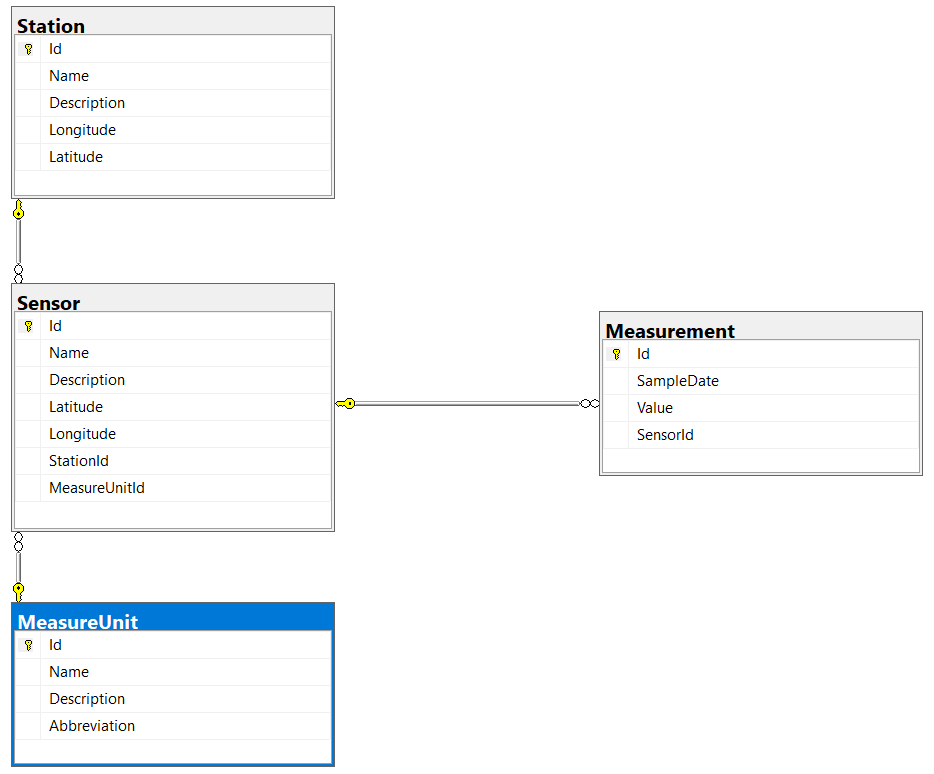 Station
Id
Name
Description
Longitude
Latitude
Sensor
Id
Name
Description
Latitude
Longitude
StationId
MeasureUnitId
Measurement
Id
SampleDate
Value
SensorId
MeasureUnit
Id
Name
Description
Abbreviation